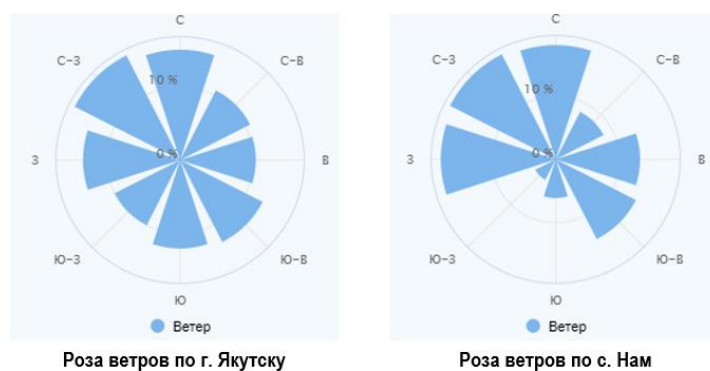 С
С-З
С-В
10 %
0 %
З
В
Ю-З
Ю-В
Ю
Ветер
Роза ветров по г. Якутску
С
С-З
С-В
10 %
0 %
З
В
Ю-З
Ю-В
Ю
Ветер
Роза ветров по с. Нам